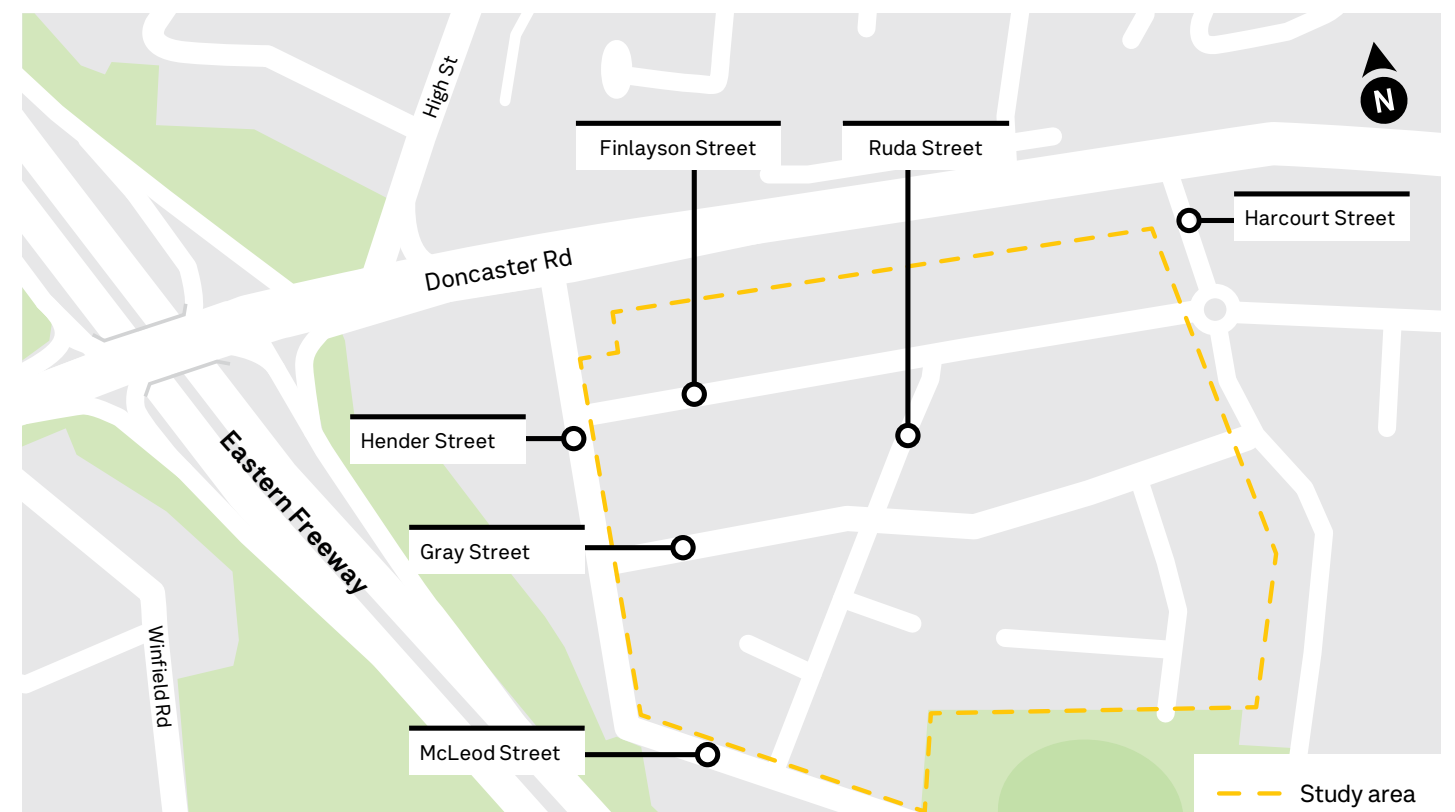 High St
N
Finlayson Street
Ruda Street
Harcourt Street
Doncaster Rd
Hender Street
Eastern Freeway
Gray Street
Winfield Rd
McLeod Street
Study area